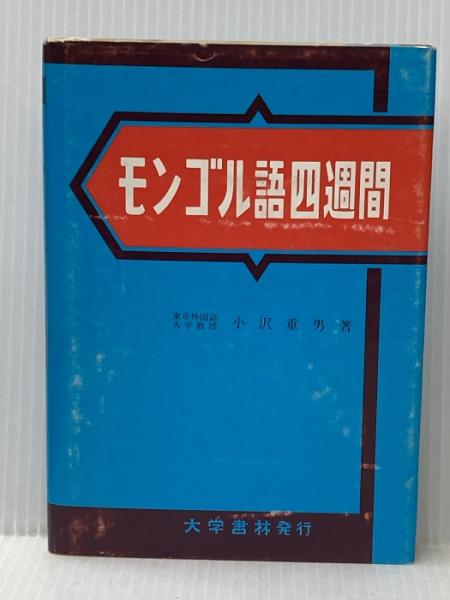 モンゴル語四週間
東京外国語
大学教授 小沢重男著
大学書林発行